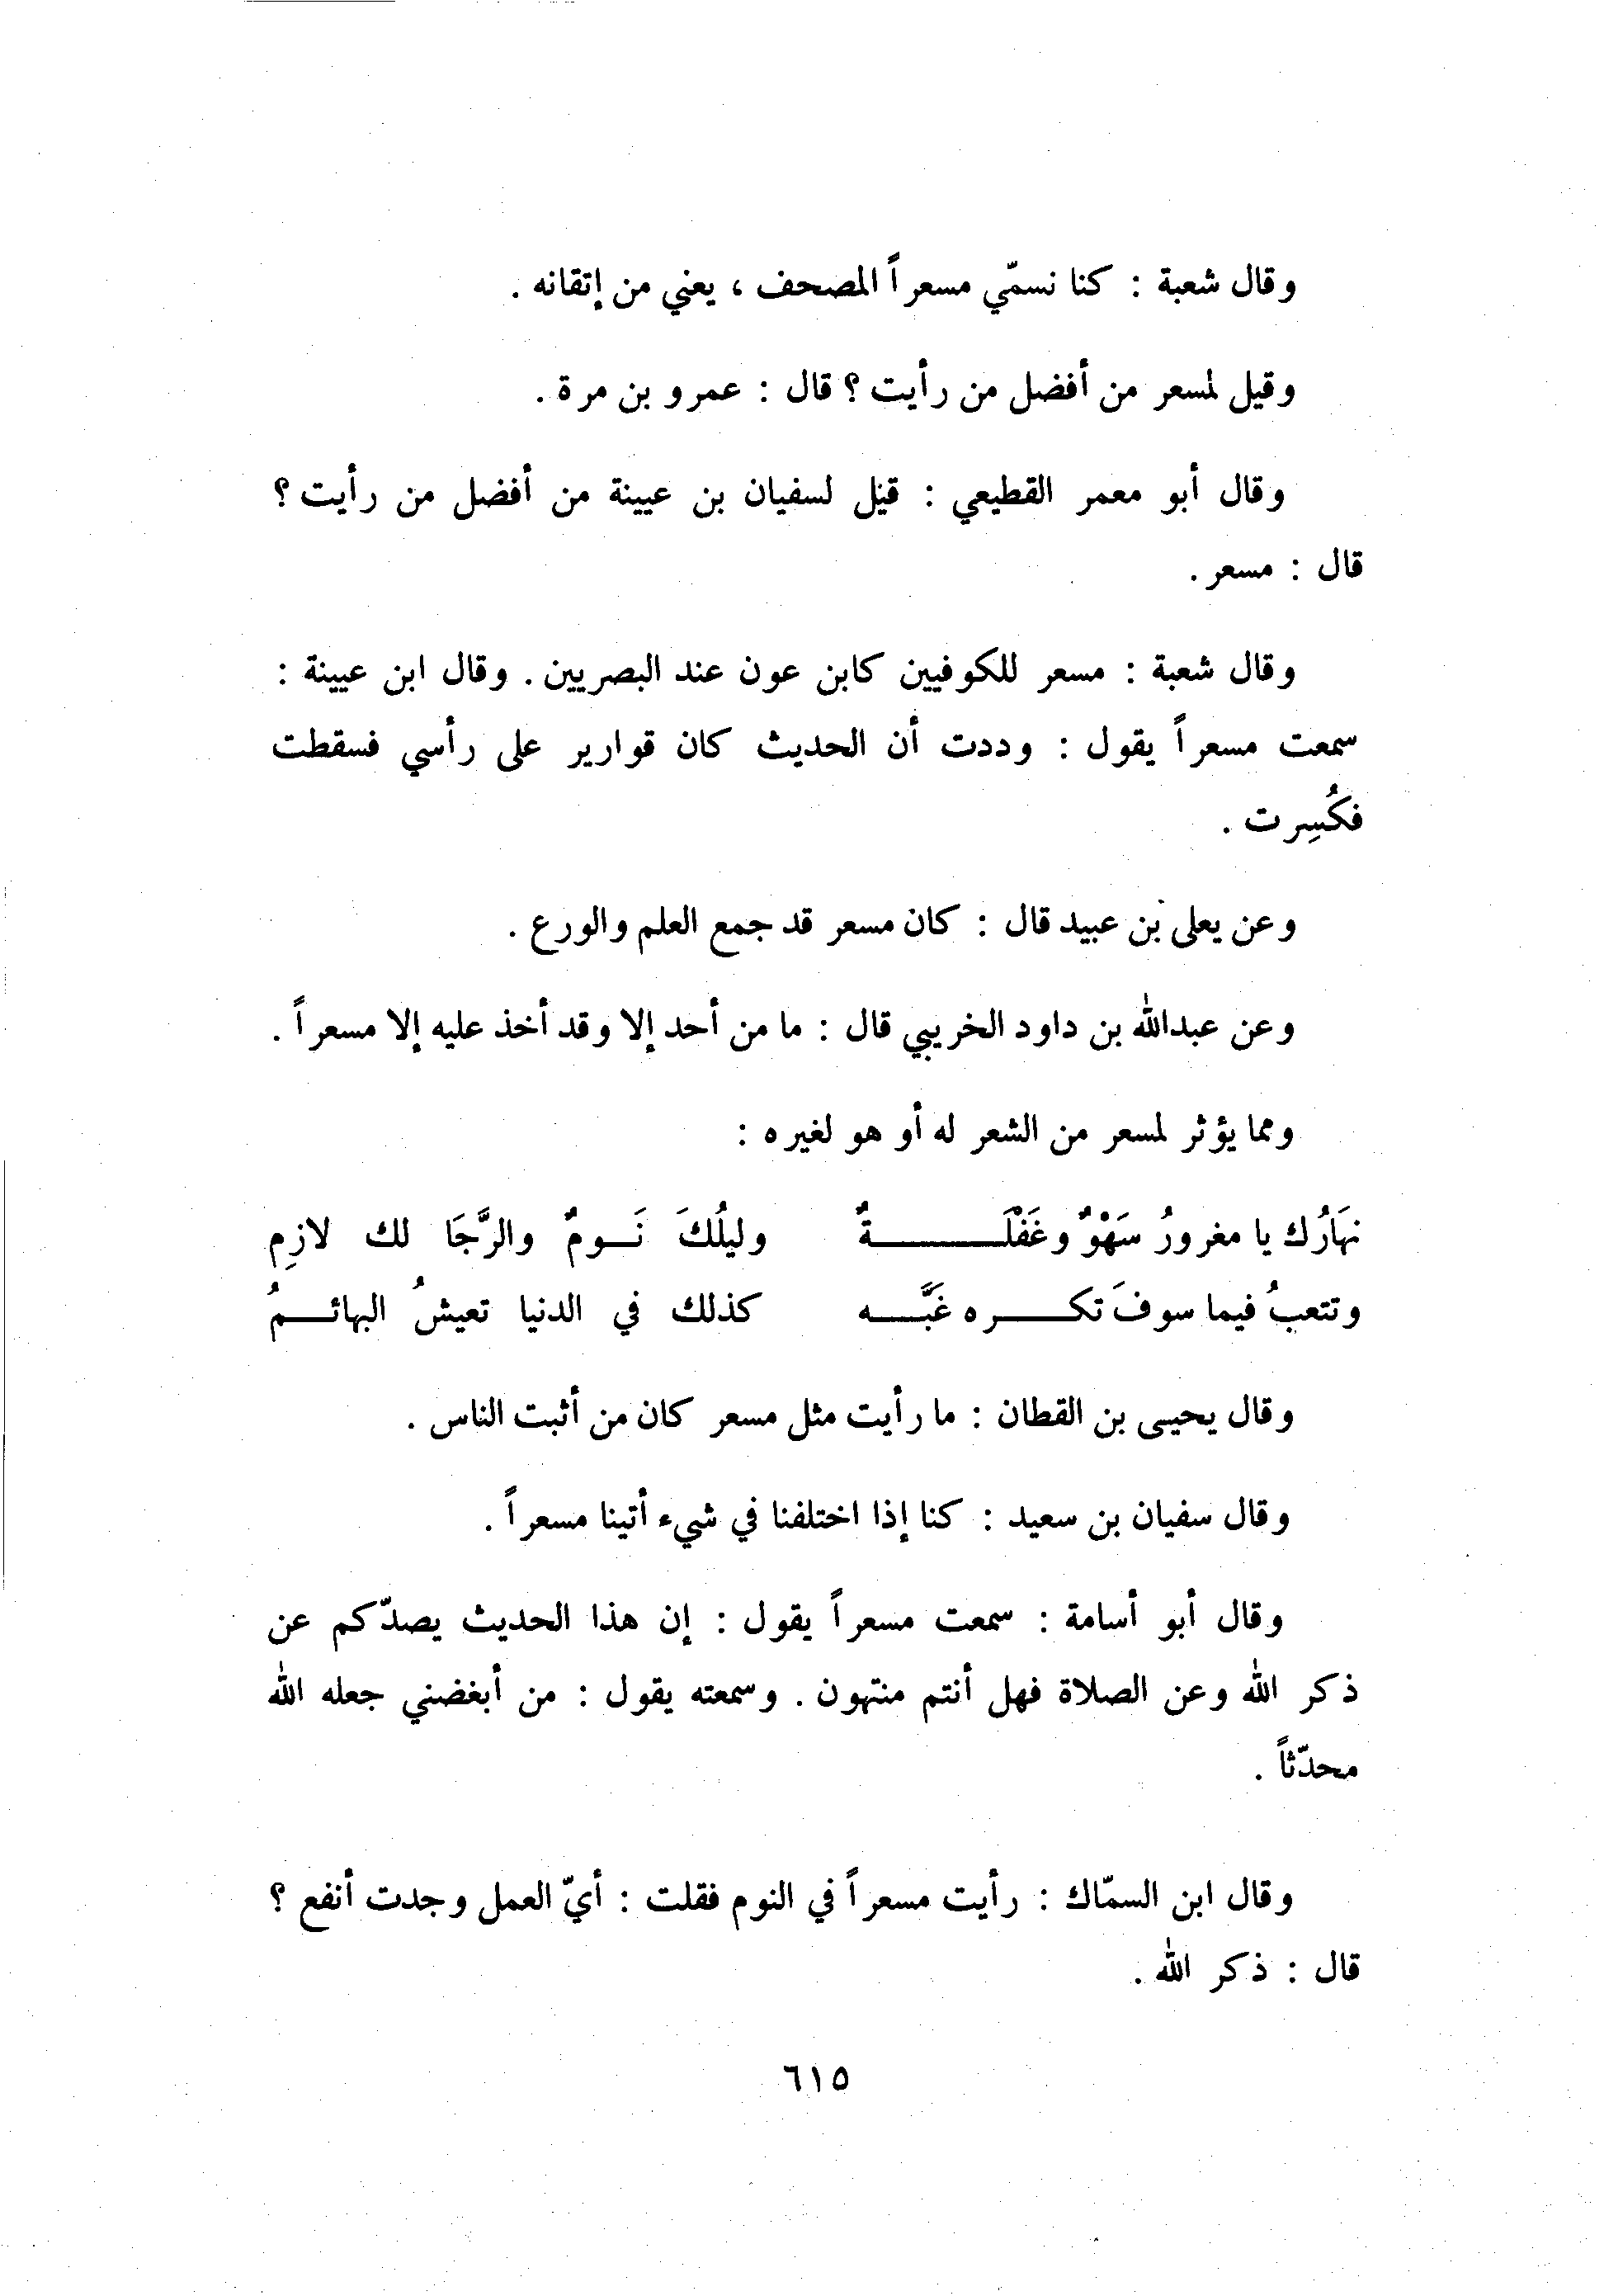 وقال شعبة : كنا نسمّي مسعراً المصحف ، يعني من إتقانه .
وقيل لمسعر من أفضل من رأيت ؟ قال : عمرو بن مرة .
وقال أبو معمر القطيعي : قيل لسفيان بن عيينة من أفضل من رأيت ؟
قال : مسعر .
وقال شعبة : مسعر للكوفيين كابن عون عند البصريين . وقال ابن عيينة :
سمعت مسعراً يقول : وددت أن الحديث كان قوارير على رأسي فسقطت
فكُسِرت .
وعن يعلى بن عبيد قال : كان مسعر قد جمع العلم والورع .
وعن عبدالله بن داود الخريبي قال : ما من أحد إلا وقد أخذ عليه إلا مسعراً .
ومما يؤثر لمسعر من الشعر له أو هو لغيره :
نهَارُك يا مغرورُ سَهْوٌ وغَفْلَـــــةٌ وليلُكَ نَــومٌ والرَّجَا لك لازِم
وتتعبُ فيما سوفَ تكـــره غَبَّـــه كذلك في الدنيا تعيشُ البهائــمُ
وقال يحيى بن القطان : ما رأيت مثل مسعر كان من أثبت الناس .
وقال سفيان بن سعيد : كنا إذا اختلفنا في شيء أتينا مسعراً .
وقال أبو أسامة : سمعت مسعراً يقول : إن هذا الحديث يصدّكم عن
ذكر الله وعن الصلاة فهل أنتم منتهون . وسمعته يقول : من أبغضني جعله الله
محدّثاً .
وقال ابن السمّاك : رأيت مسعراً في النوم فقلت : أيّ العمل وجدت أنفع ؟
قال : ذكر الله .
٦١٥